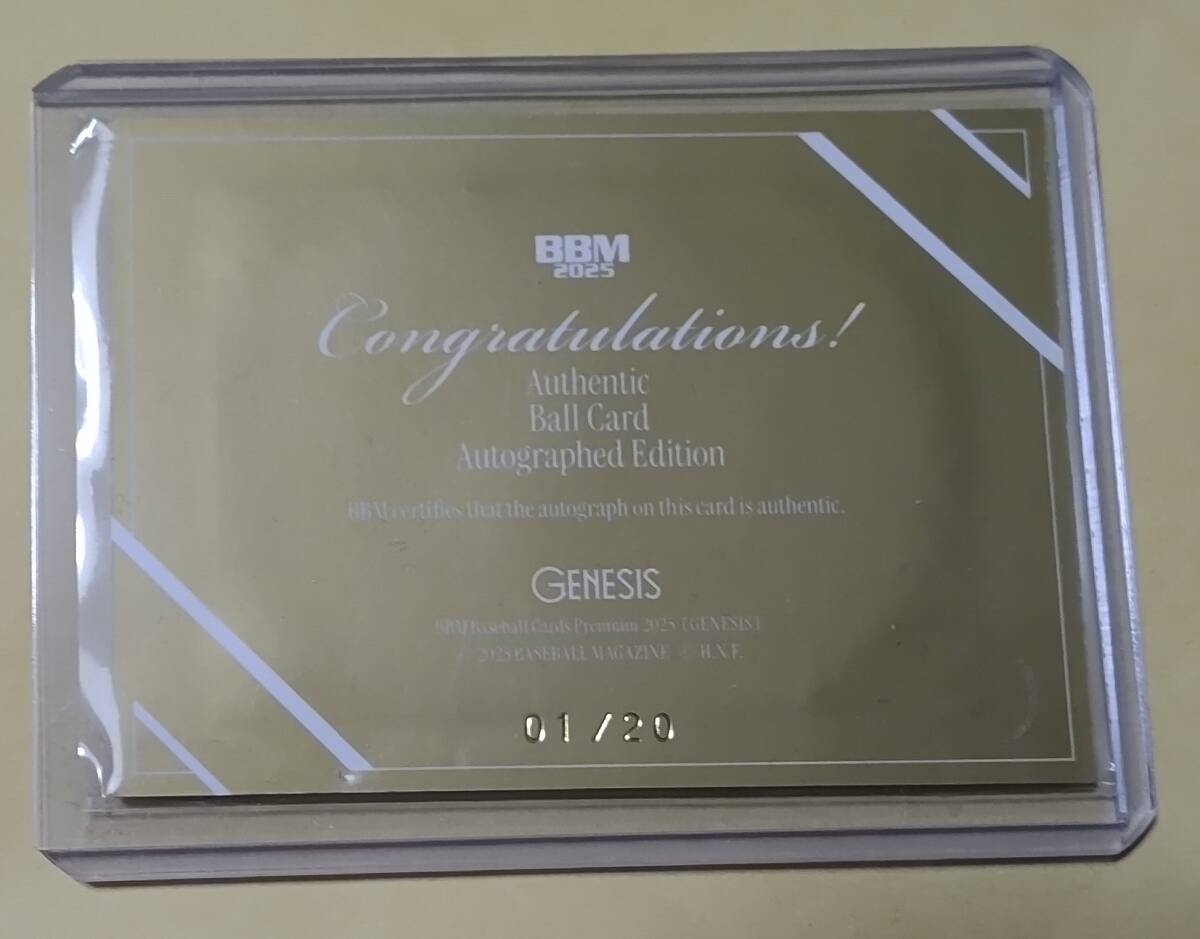 BBM
2025
Congratulations!
Authentic
Ball Card
Autographed Edition
BBM certifies that the autograph on this card is authentic.
GENESIS
BBM Baseball Cards Premium 2025 [GENESIS]
© 2025 BASEBALL MAGAZINE © H.N.F.
01/20